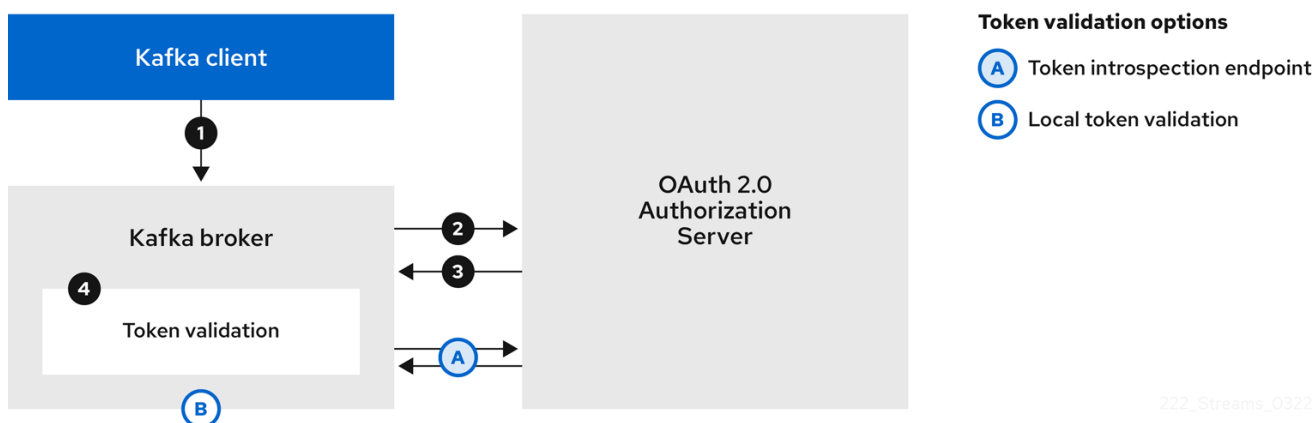 Kafka client
1
Kafka broker
2
3
4
Token validation
A
B
OAuth 2.0
Authorization
Server
Token validation options
A Token introspection endpoint
B Local token validation
222_Streams_0322